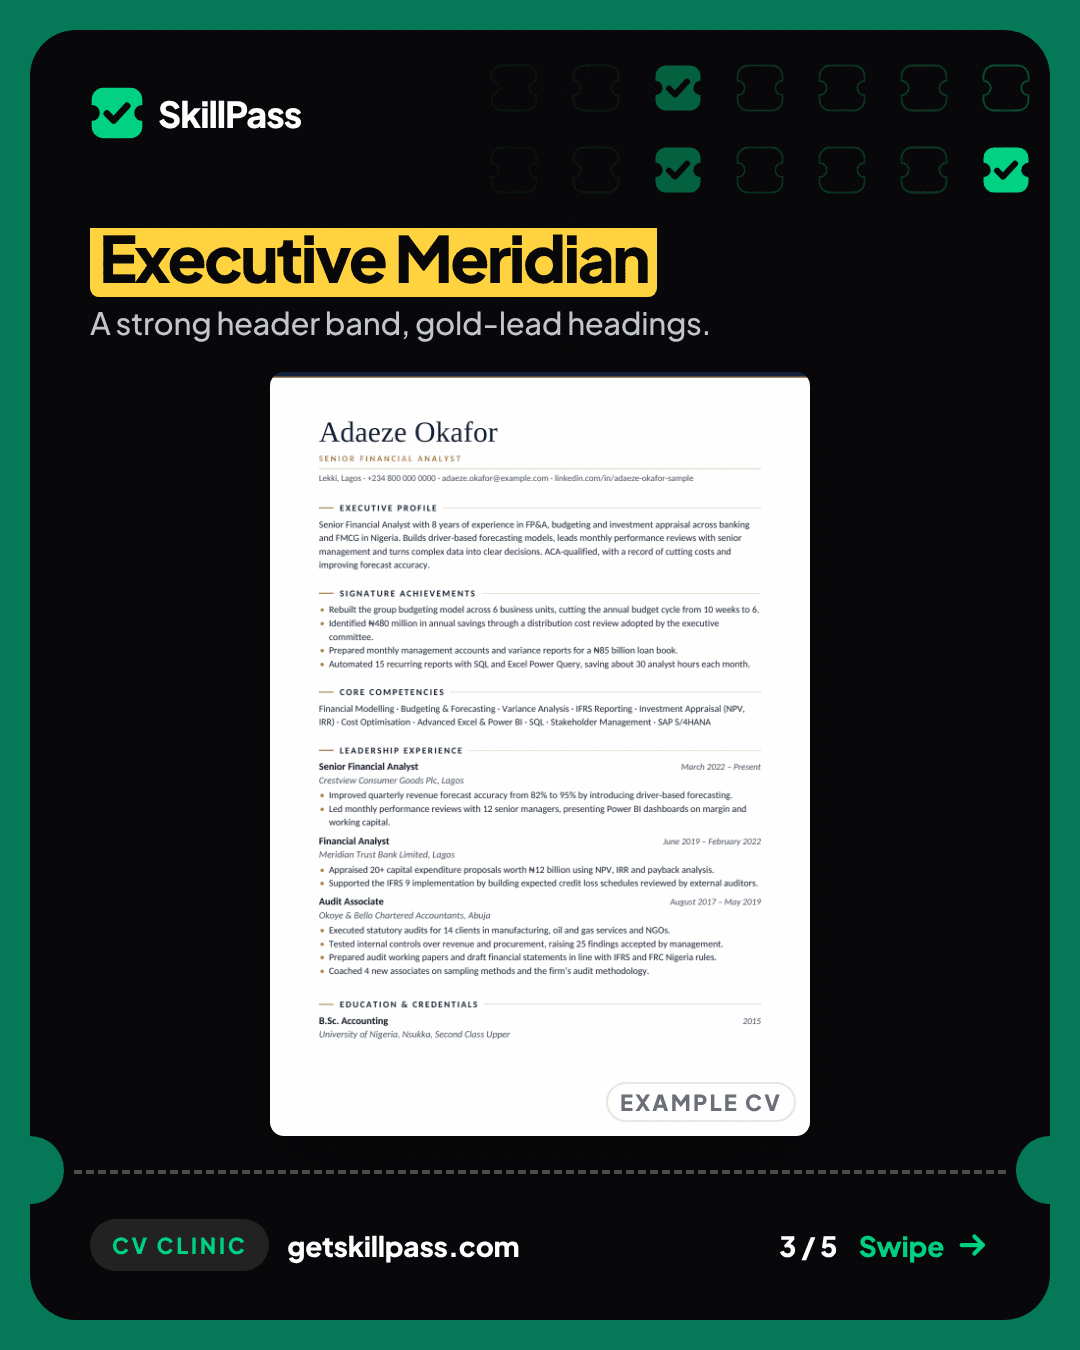 SkillPass
Executive Meridian
A strong header band, gold-lead headings.
Adaeze Okafor
SENIOR FINANCIAL ANALYST
Lekki, Lagos · +234 800 000 0000 · adaeze.okafor@example.com · linkedin.com/in/adaeze-okafor-sample
EXECUTIVE PROFILE
Senior Financial Analyst with 8 years of experience in FP&A, budgeting and investment appraisal across banking
and FMCG in Nigeria. Builds driver-based forecasting models, leads monthly performance reviews with senior
management and turns complex data into clear decisions. ACA-qualified, with a record of cutting costs and
improving forecast accuracy.
SIGNATURE ACHIEVEMENTS
• Rebuilt the group budgeting model across 6 business units, cutting the annual budget cycle from 10 weeks to 6.
• Identified ₦480 million in annual savings through a distribution cost review adopted by the executive
committee.
• Prepared monthly management accounts and variance reports for a ₦85 billion loan book.
• Automated 15 recurring reports with SQL and Excel Power Query, saving about 30 analyst hours each month.
CORE COMPETENCIES
Financial Modelling · Budgeting & Forecasting · Variance Analysis · IFRS Reporting · Investment Appraisal (NPV,
IRR) · Cost Optimisation · Advanced Excel & Power BI · SQL · Stakeholder Management · SAP S/4HANA
LEADERSHIP EXPERIENCE
Senior Financial Analyst March 2022 – Present
Crestview Consumer Goods Plc, Lagos
• Improved quarterly revenue forecast accuracy from 82% to 95% by introducing driver-based forecasting.
• Led monthly performance reviews with 12 senior managers, presenting Power BI dashboards on margin and
working capital.
Financial Analyst June 2019 – February 2022
Meridian Trust Bank Limited, Lagos
• Appraised 20+ capital expenditure proposals worth ₦12 billion using NPV, IRR and payback analysis.
• Supported the IFRS 9 implementation by building expected credit loss schedules reviewed by external auditors.
Audit Associate August 2017 – May 2019
Okoye & Bello Chartered Accountants, Abuja
• Executed statutory audits for 14 clients in manufacturing, oil and gas services and NGOs.
• Tested internal controls over revenue and procurement, raising 25 findings accepted by management.
• Prepared audit working papers and draft financial statements in line with IFRS and FRC Nigeria rules.
• Coached 4 new associates on sampling methods and the firm's audit methodology.
EDUCATION & CREDENTIALS
B.Sc. Accounting 2015
University of Nigeria, Nsukka, Second Class Upper
EXAMPLE CV
CV CLINIC getskillpass.com 3 / 5 Swipe →